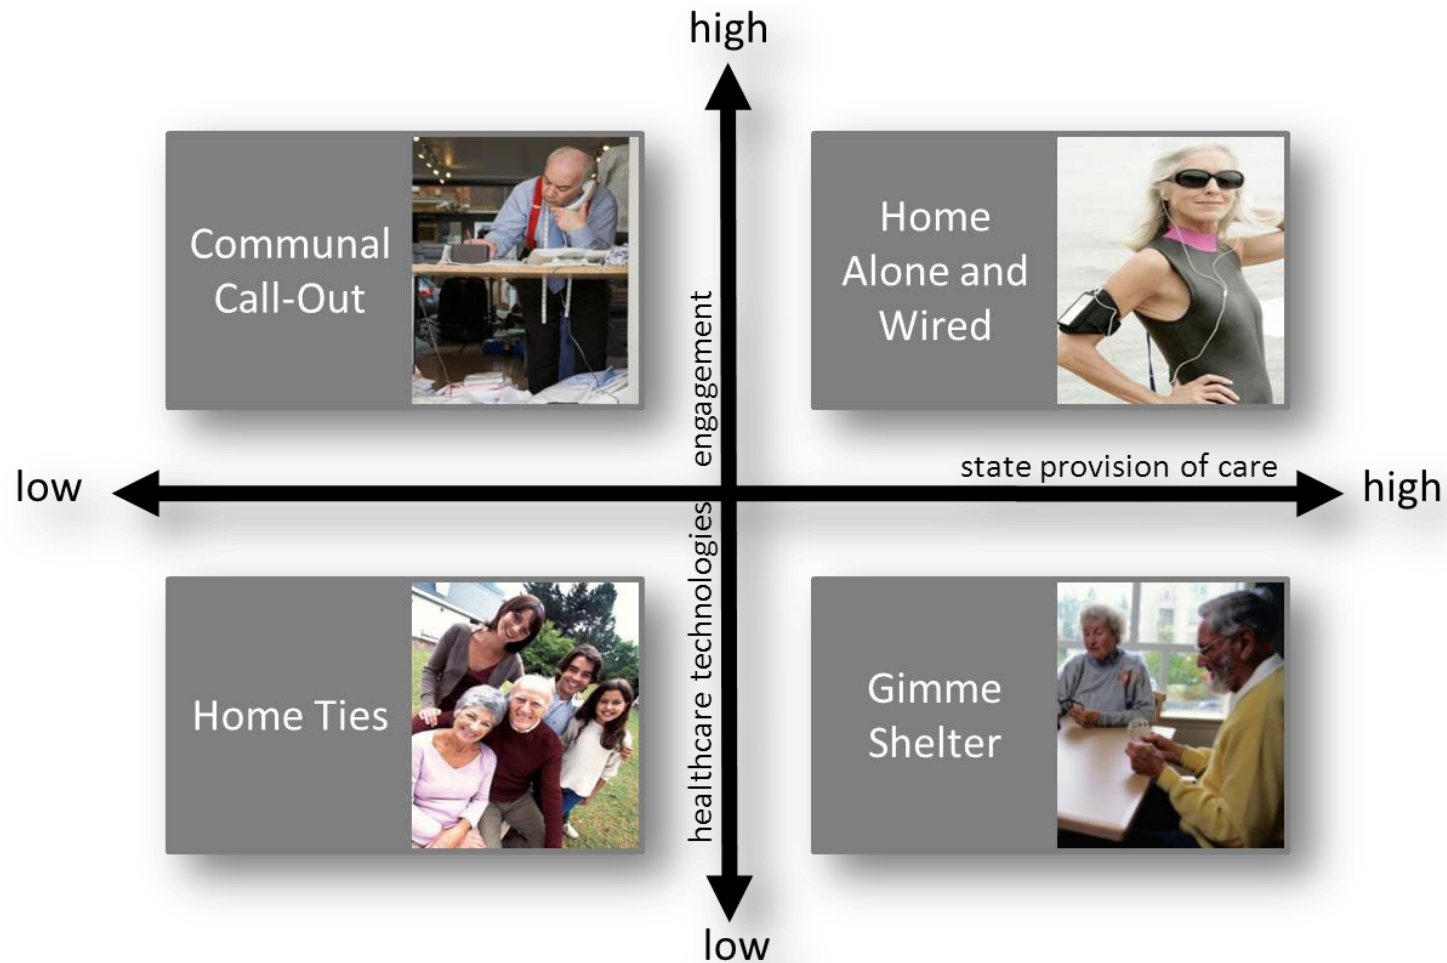 high
Communal
Call-Out
Home
Alone and
Wired
healthcare technologies engagement
state provision of care
low
high
Home Ties
Gimme
Shelter
low